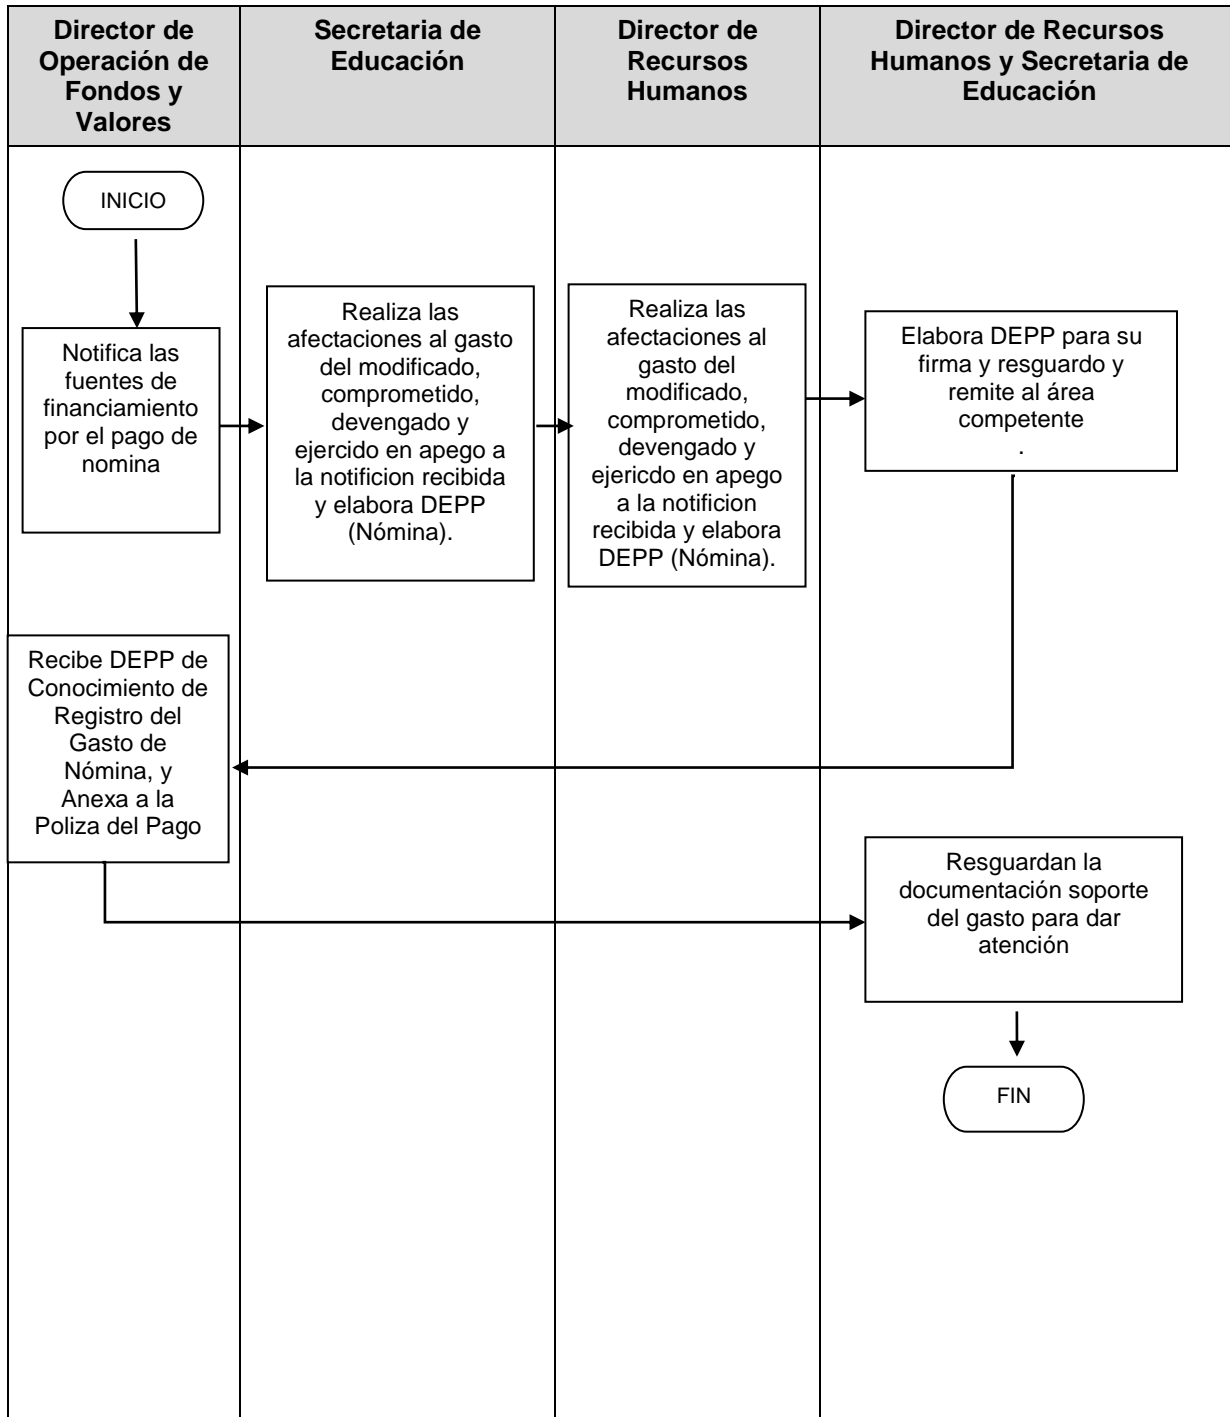 Director de
Operación de
Fondos y
Valores
Secretaria de
Educación
Director de
Recursos
Humanos
Director de Recursos
Humanos y Secretaria de
Educación
INICIO
Notifica las
fuentes de
financiamiento
por el pago de
nomina
Realiza las
afectaciones al gasto
del modificado,
comprometido,
devengado y
ejercido en apego a
la notificion recibida
y elabora DEPP
(Nómina).
Realiza las
afectaciones al
gasto del
modificado,
comprometido,
devengado y
ejericdo en apego
a la notificion
recibida y elabora
DEPP (Nómina).
Elabora DEPP para su
firma y resguardo y
remite al área
competente
.
Recibe DEPP de
Conocimiento de
Registro del
Gasto de
Nómina, y
Anexa a la
Poliza del Pago
Resguardan la
documentación soporte
del gasto para dar
atención
FIN